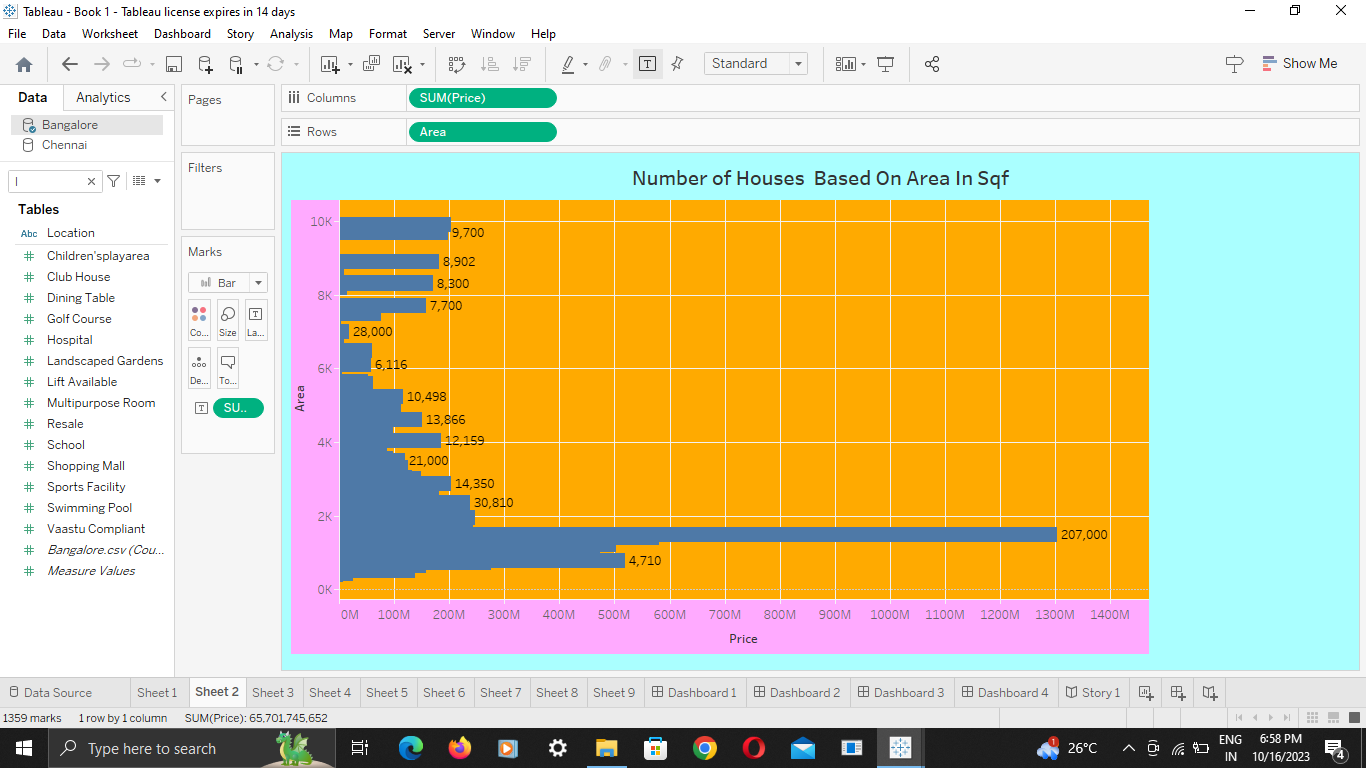 Tableau - Book 1 - Tableau license expires in 14 days
File Data Worksheet Dashboard Story Analysis Map Format Server Window Help
Standard
Show Me
Data Analytics
Bangalore
Chennai
Tables
Abc Location
Children'splayarea
Club House
Dining Table
Golf Course
Hospital
Landscaped Gardens
Lift Available
Multipurpose Room
Resale
School
Shopping Mall
Sports Facility
Swimming Pool
Vaastu Compliant
Bangalore.csv (Cou...
Measure Values
Pages
Filters
Marks
Bar
Co... Size La...
De... To...
SU..
Columns SUM(Price)
Rows Area
Number of Houses  Based On Area In Sqf
10K
8K
6K
4K
2K
0K
Area
9,700
8,902
8,300
7,700
28,000
6,116
10,498
13,866
12,159
21,000
14,350
30,810
207,000
4,710
0M 100M 200M 300M 400M 500M 600M 700M 800M 900M 1000M 1100M 1200M 1300M 1400M
Price
Data Source Sheet 1 Sheet 2 Sheet 3 Sheet 4 Sheet 5 Sheet 6 Sheet 7 Sheet 8 Sheet 9 Dashboard 1 Dashboard 2 Dashboard 3 Dashboard 4 Story 1
1359 marks 1 row by 1 column SUM(Price): 65,701,745,652
Type here to search
1
26°C
ENG
IN
6:58 PM
10/16/2023
4